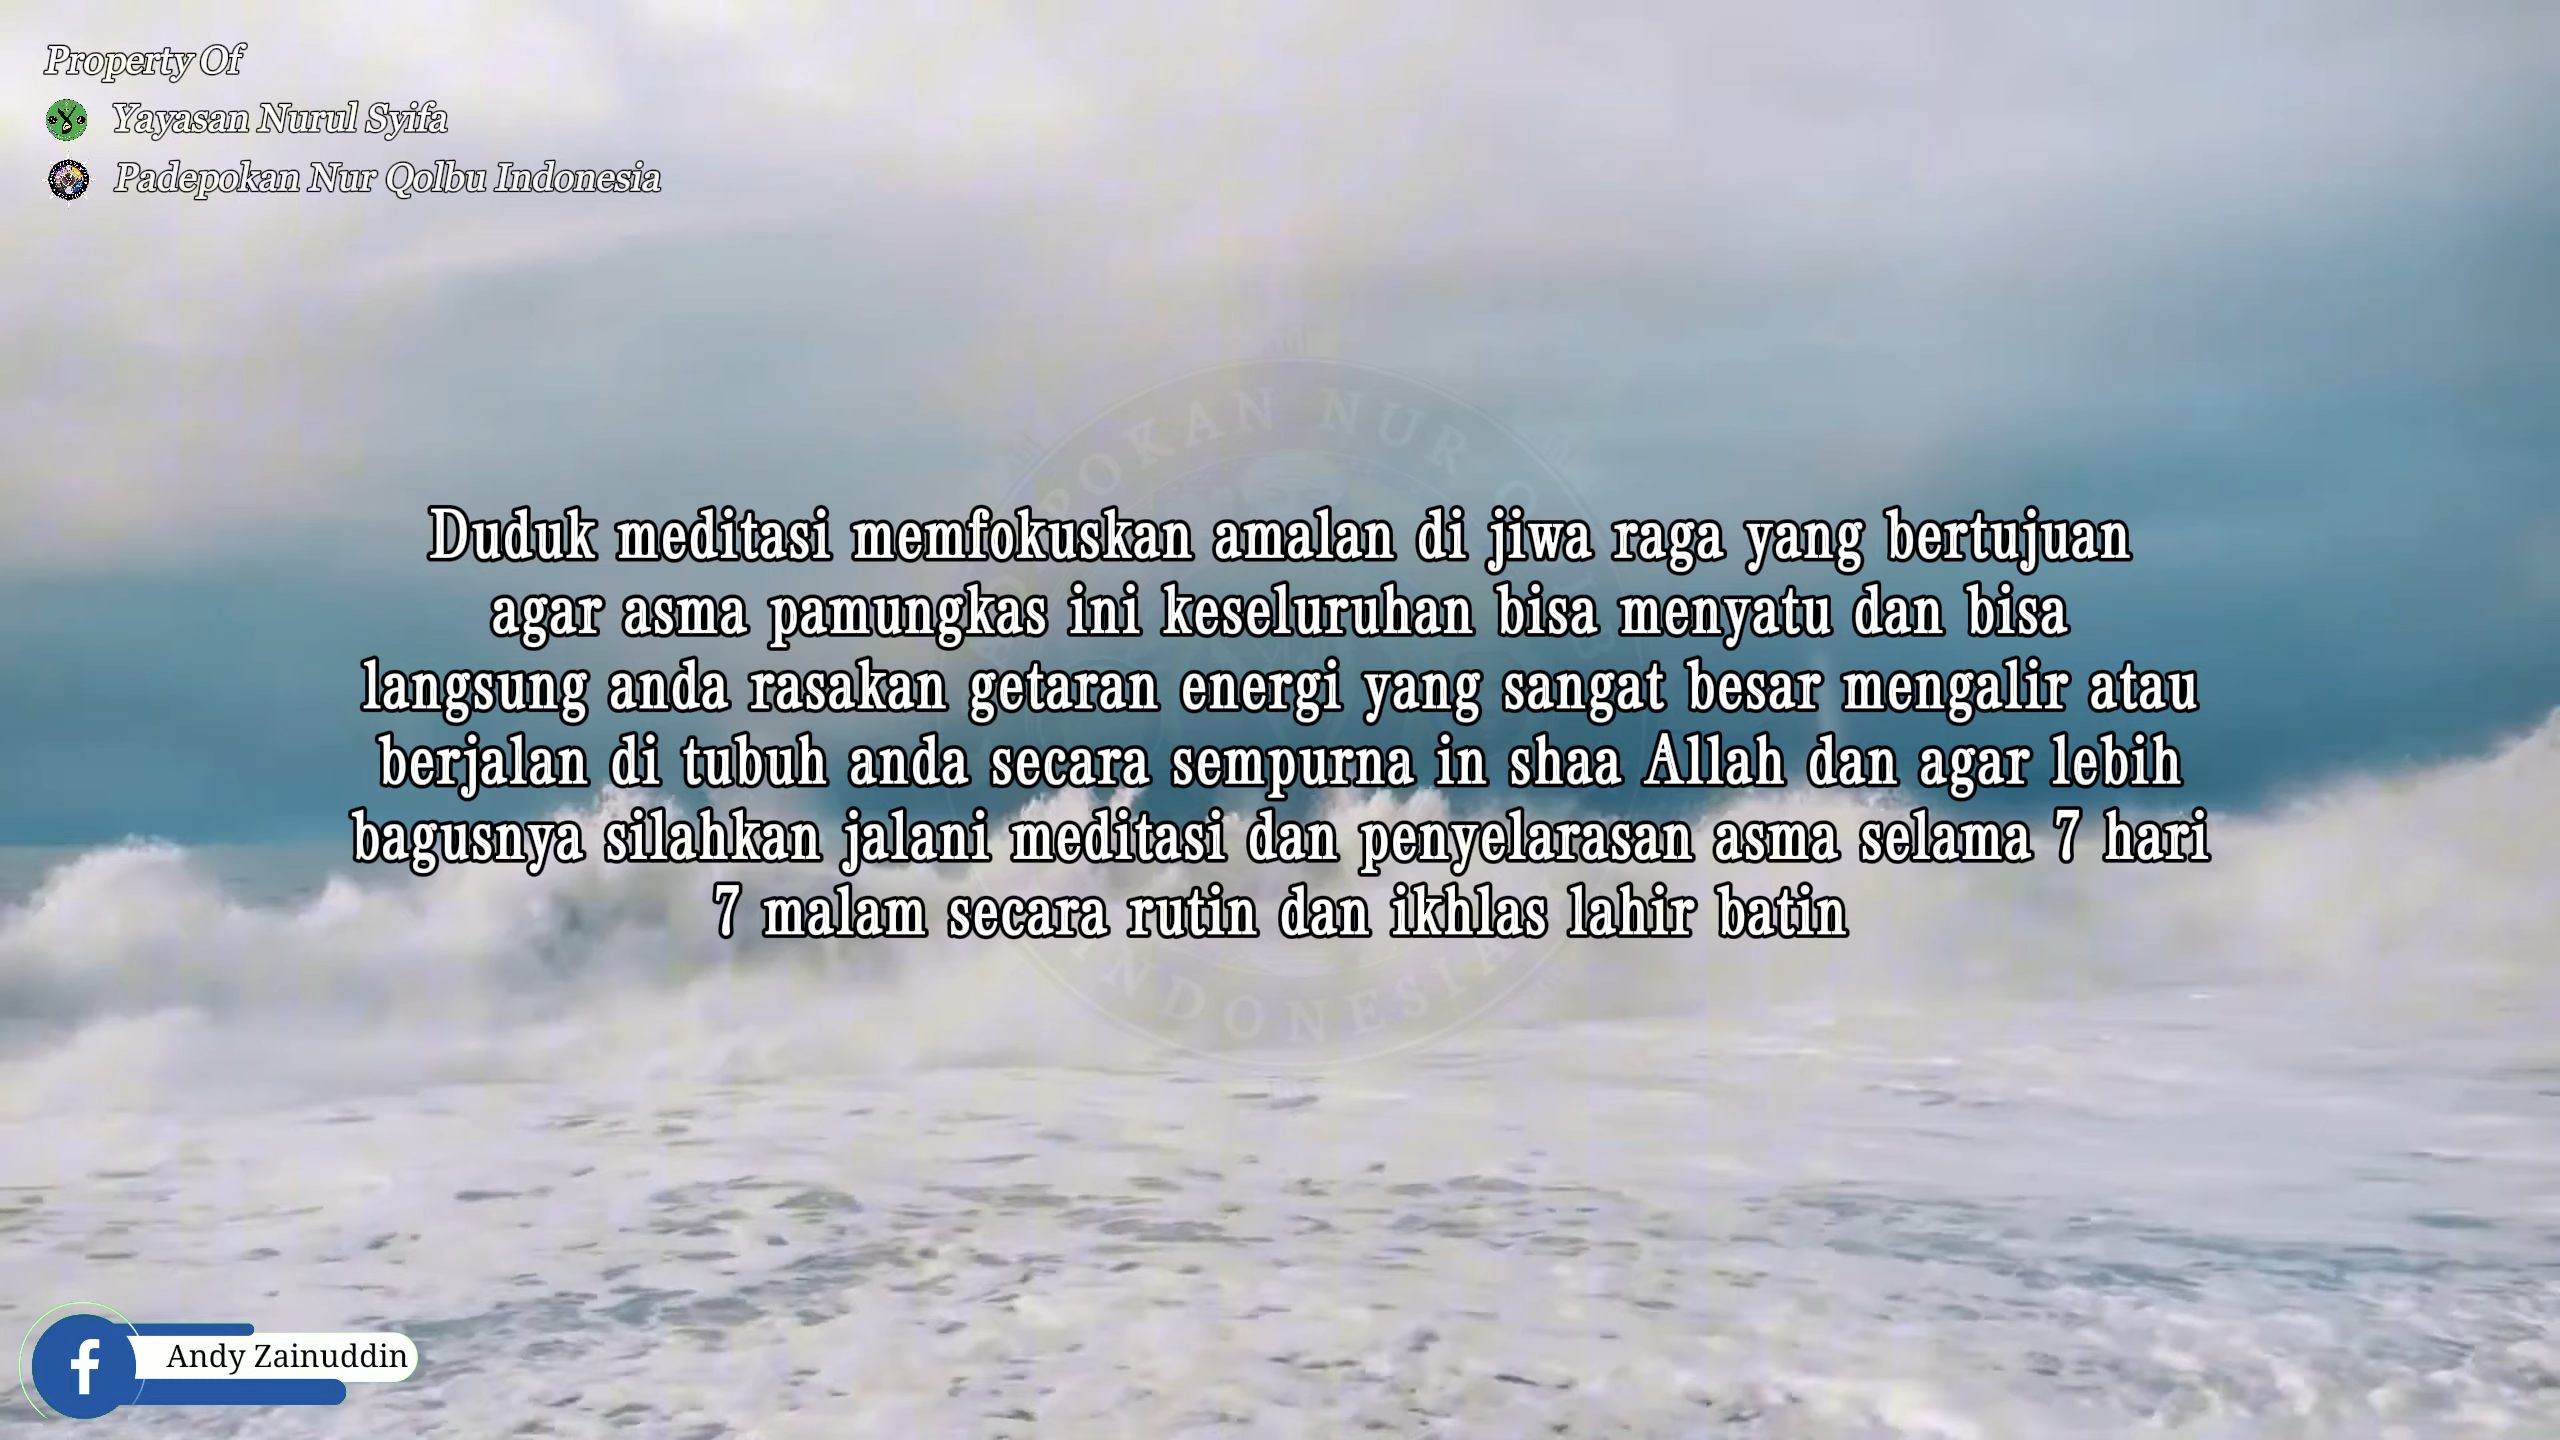 Property Of
Yayasan Nurul Syifa
Padepokan Nur Qolbu Indonesia
Duduk meditasi memfokuskan amalan di jiwa raga yang bertujuan
agar asma pamungkas ini keseluruhan bisa menyatu dan bisa
langsung anda rasakan getaran energi yang sangat besar mengalir atau
berjalan di tubuh anda secara sempurna in shaa Allah dan agar lebih
bagusnya silahkan jalani meditasi dan penyelarasan asma selama 7 hari
7 malam secara rutin dan ikhlas lahir batin
INDONESIA
Andy Zainuddin